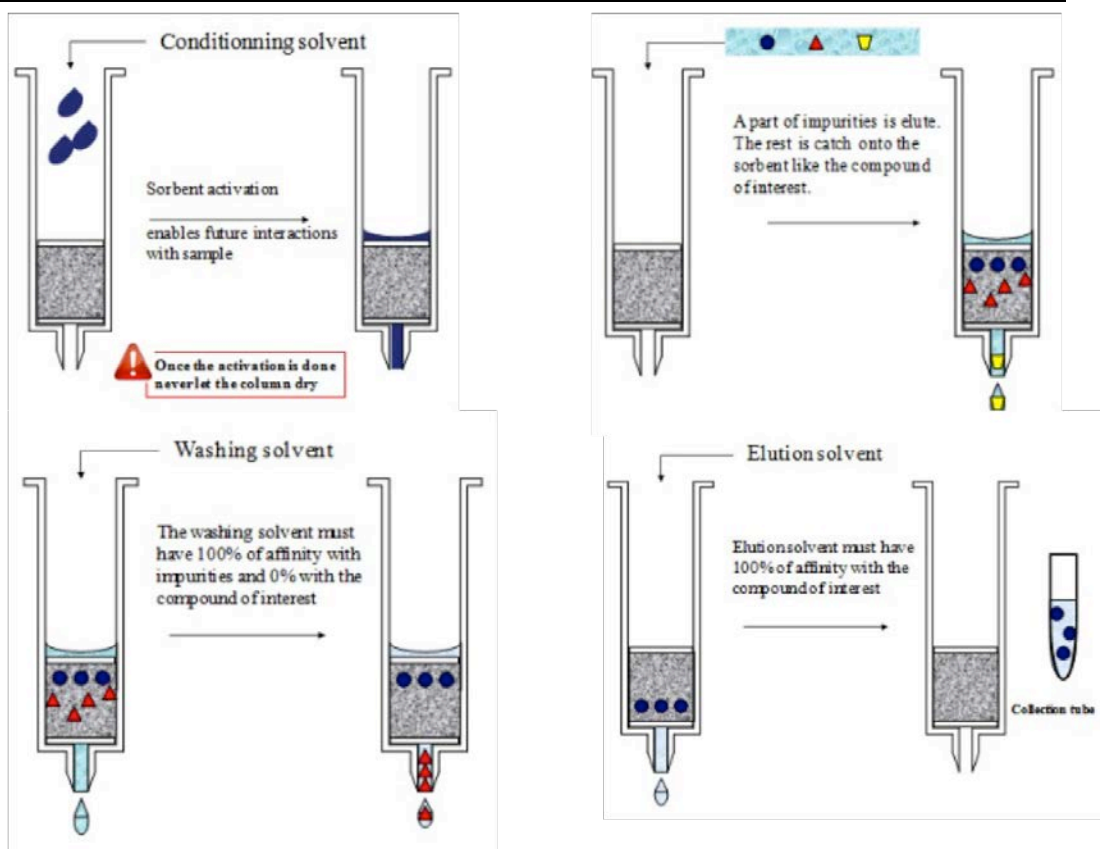 Conditionning solvent
Sorbent activation
enables future interactions
with sample
Once the activation is done
never let the column dry
A part of impurities is elute.
The rest is catch onto the
sorbent like the compound
of interest.
Washing solvent
The washing solvent must
have 100% of affinity with
impurities and 0% with the
compound of interest
Elution solvent
Elution solvent must have
100% of affinity with the
compound of interest
Collection tube